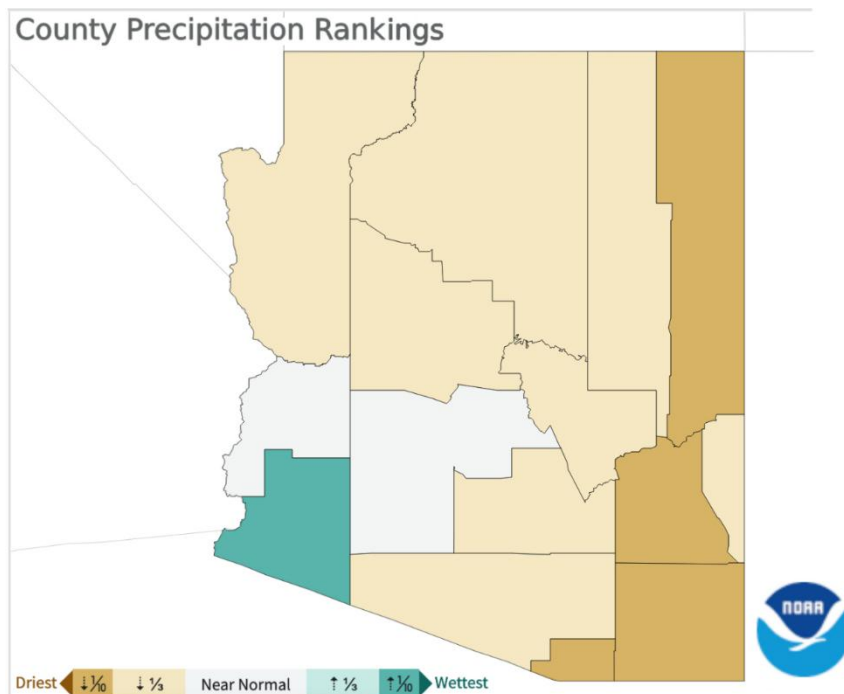 County Precipitation Rankings
NOAA
Driest ↓ 1/10 ↓ 1/3 Near Normal ↑ 1/3 ↑ 1/10 Wettest